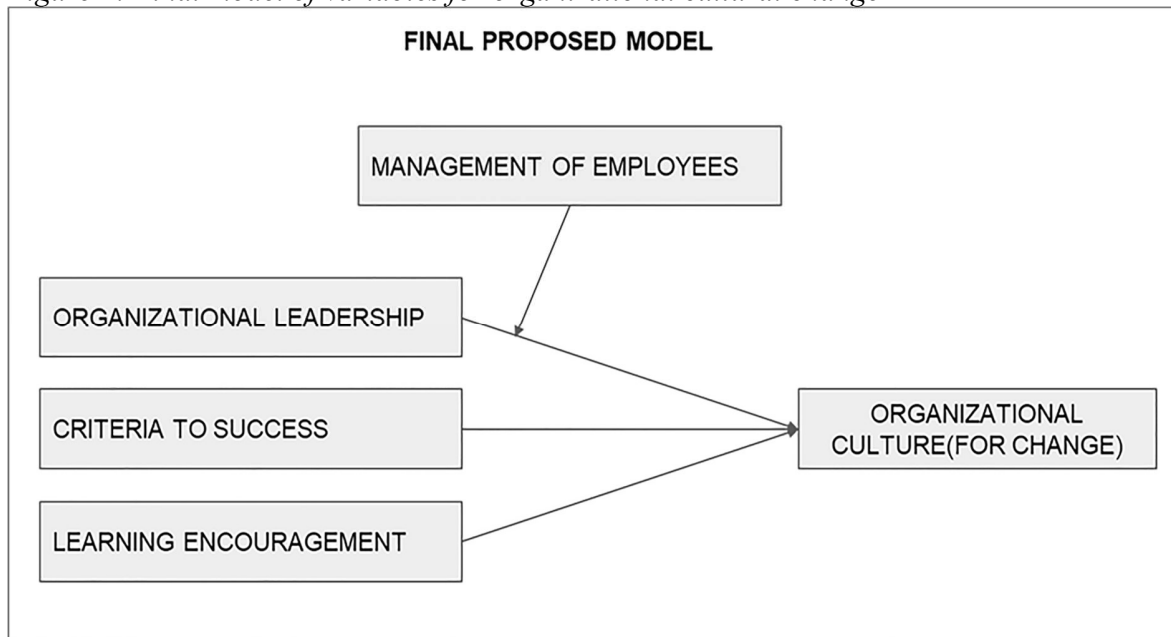 FINAL PROPOSED MODEL
MANAGEMENT OF EMPLOYEES
ORGANIZATIONAL LEADERSHIP
CRITERIA TO SUCCESS
ORGANIZATIONAL
CULTURE(FOR CHANGE)
LEARNING ENCOURAGEMENT